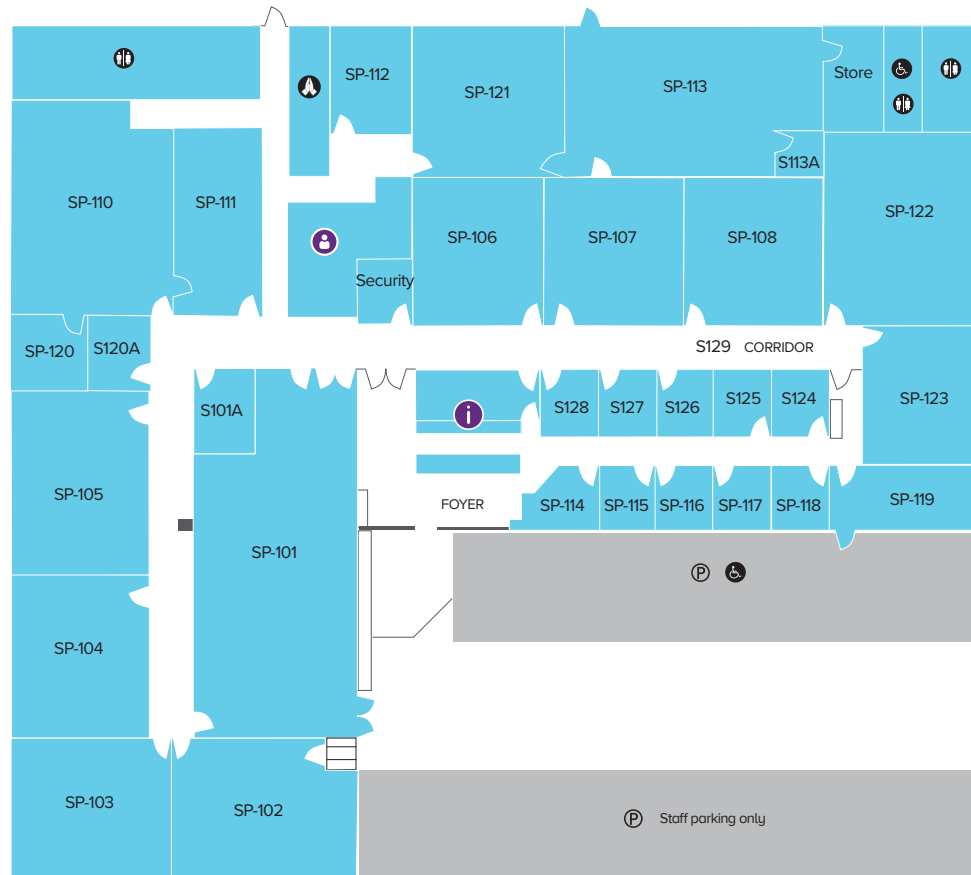 SP-112
SP-121
SP-113
Store
S113A
SP-110
SP-111
SP-122
SP-106
SP-107
SP-108
Security
SP-120
S120A
S129 CORRIDOR
S101A
S128
S127
S126
S125
S124
SP-123
i
SP-105
FOYER
SP-114
SP-115
SP-116
SP-117
SP-118
SP-119
SP-101
P
SP-104
SP-103
SP-102
P Staff parking only